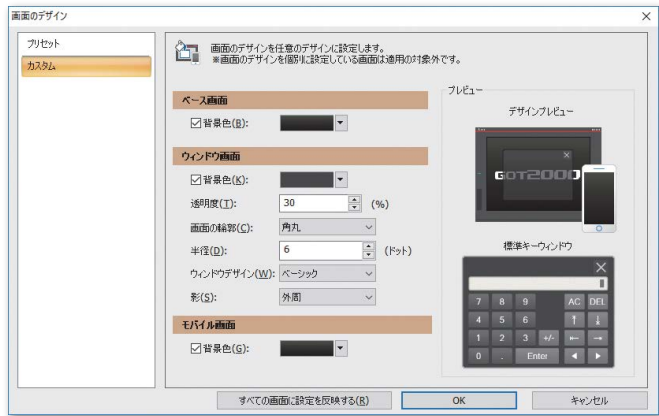 画面のデザイン
プリセット
カスタム
画面のデザインを任意のデザインに設定します。
※画面のデザインを個別に設定している画面は適用の対象外です。
ベース画面
背景色(B):
ウィンドウ画面
背景色(K):
透明度(T): 30 (%)
画面の輪郭(C): 角丸
半径(D): 6 (ドット)
ウィンドウデザイン(W): ベーシック
影(S): 外周
モバイル画面
背景色(G):
プレビュー
デザインプレビュー
GOT2000
標準キーウィンドウ
7 8 9 AC DEL
4 5 6 ↑ ↓
1 2 3 +/- ← →
0 . Enter ◀ ▶
すべての画面に設定を反映する(R) OK キャンセル